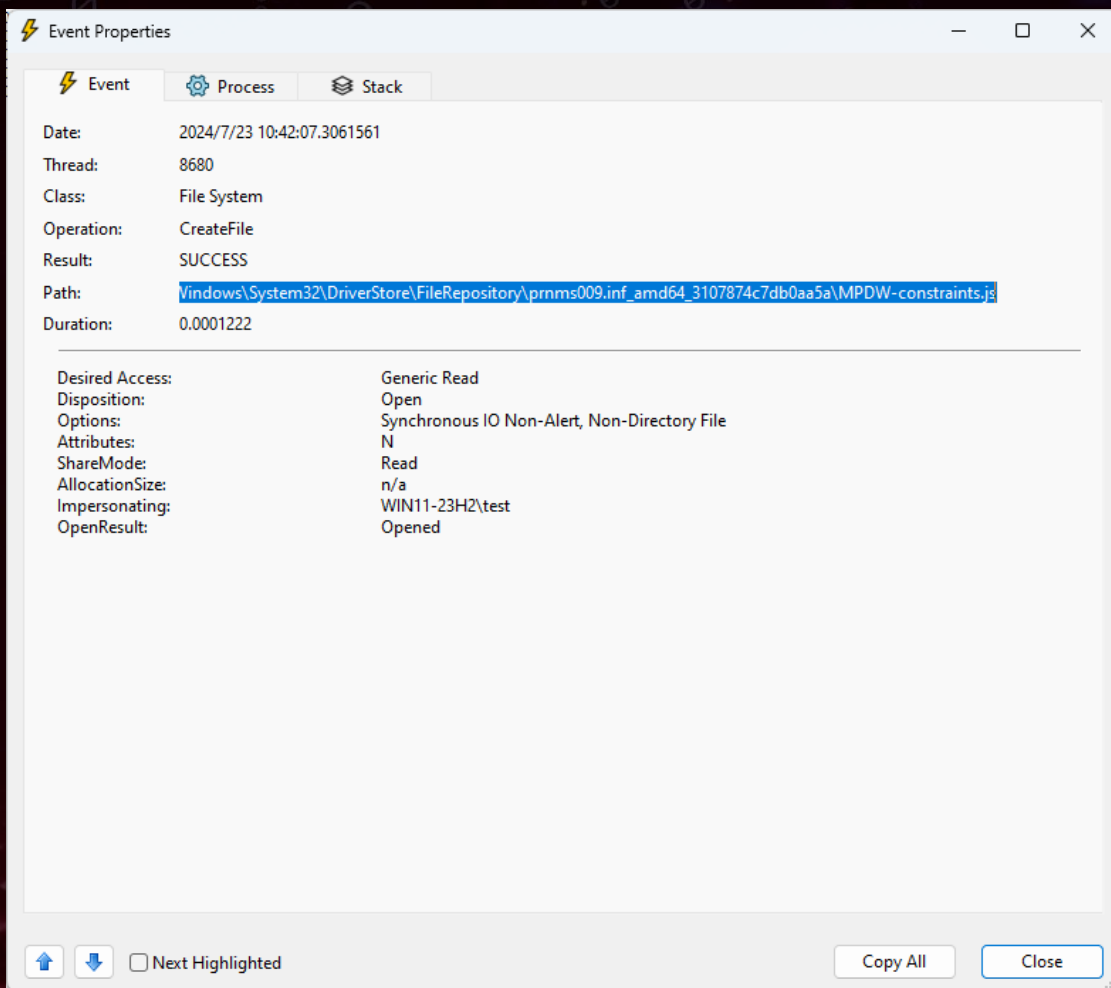 Event Properties
Event Process Stack
Date: 2024/7/23 10:42:07.3061561
Thread: 8680
Class: File System
Operation: CreateFile
Result: SUCCESS
Path: Windows\System32\DriverStore\FileRepository\prnms009.inf_amd64_3107874c7db0aa5a\MPDW-constraints.js
Duration: 0.0001222
Desired Access: Generic Read
Disposition: Open
Options: Synchronous IO Non-Alert, Non-Directory File
Attributes: N
ShareMode: Read
AllocationSize: n/a
Impersonating: WIN11-23H2\test
OpenResult: Opened
Next Highlighted Copy All Close